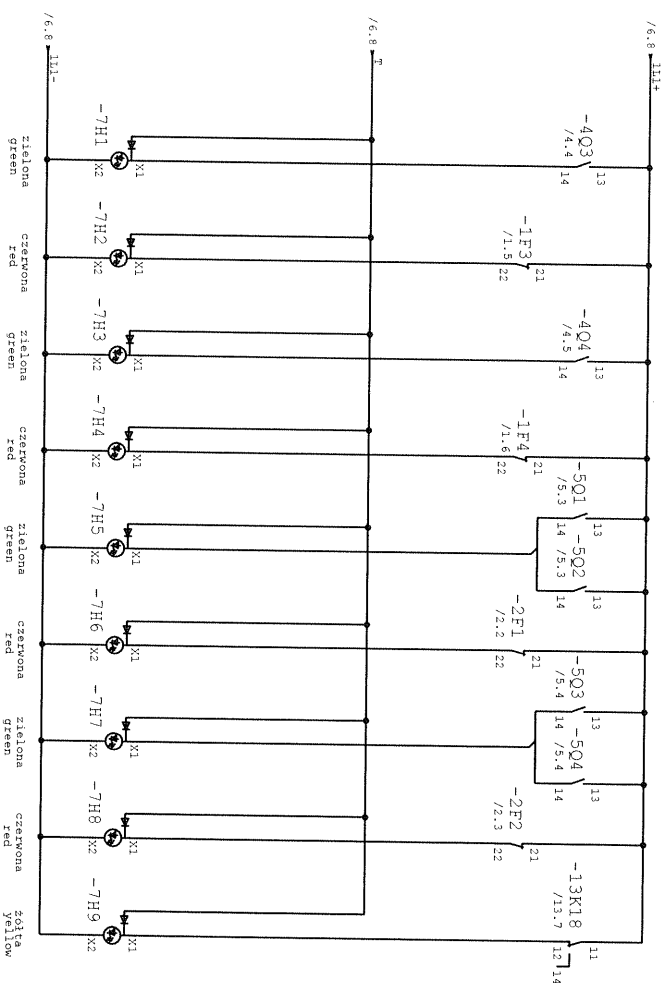 /6.8
1L1+
/6.8
T
/6.8
1L1-
-4Q3
/4.4
13
14
-1F3
/1.5
21
22
-4Q4
/4.5
13
14
-1F4
/1.6
21
22
-5Q1
/5.3
13
14
-5Q2
/5.3
13
14
-2F1
/2.2
21
22
-5Q3
/5.4
13
14
-5Q4
/5.4
13
14
-2F2
/2.3
21
22
-13K18
/13.7
11
12
14
-7H1
X1
X2
zielona
green
-7H2
X1
X2
czerwona
red
-7H3
X1
X2
zielona
green
-7H4
X1
X2
czerwona
red
-7H5
X1
X2
zielona
green
-7H6
X1
X2
czerwona
red
-7H7
X1
X2
zielona
green
-7H8
X1
X2
czerwona
red
-7H9
X1
X2
żółta
yellow